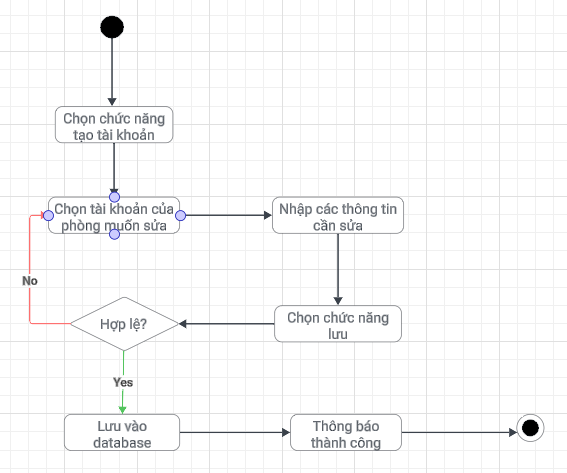 Chọn chức năng
tạo tài khoản
Chọn tài khoản của
phòng muốn sửa
Nhập các thông tin
cần sửa
No
Hợp lệ?
Chọn chức năng
lưu
Yes
Lưu vào
database
Thông báo
thành công